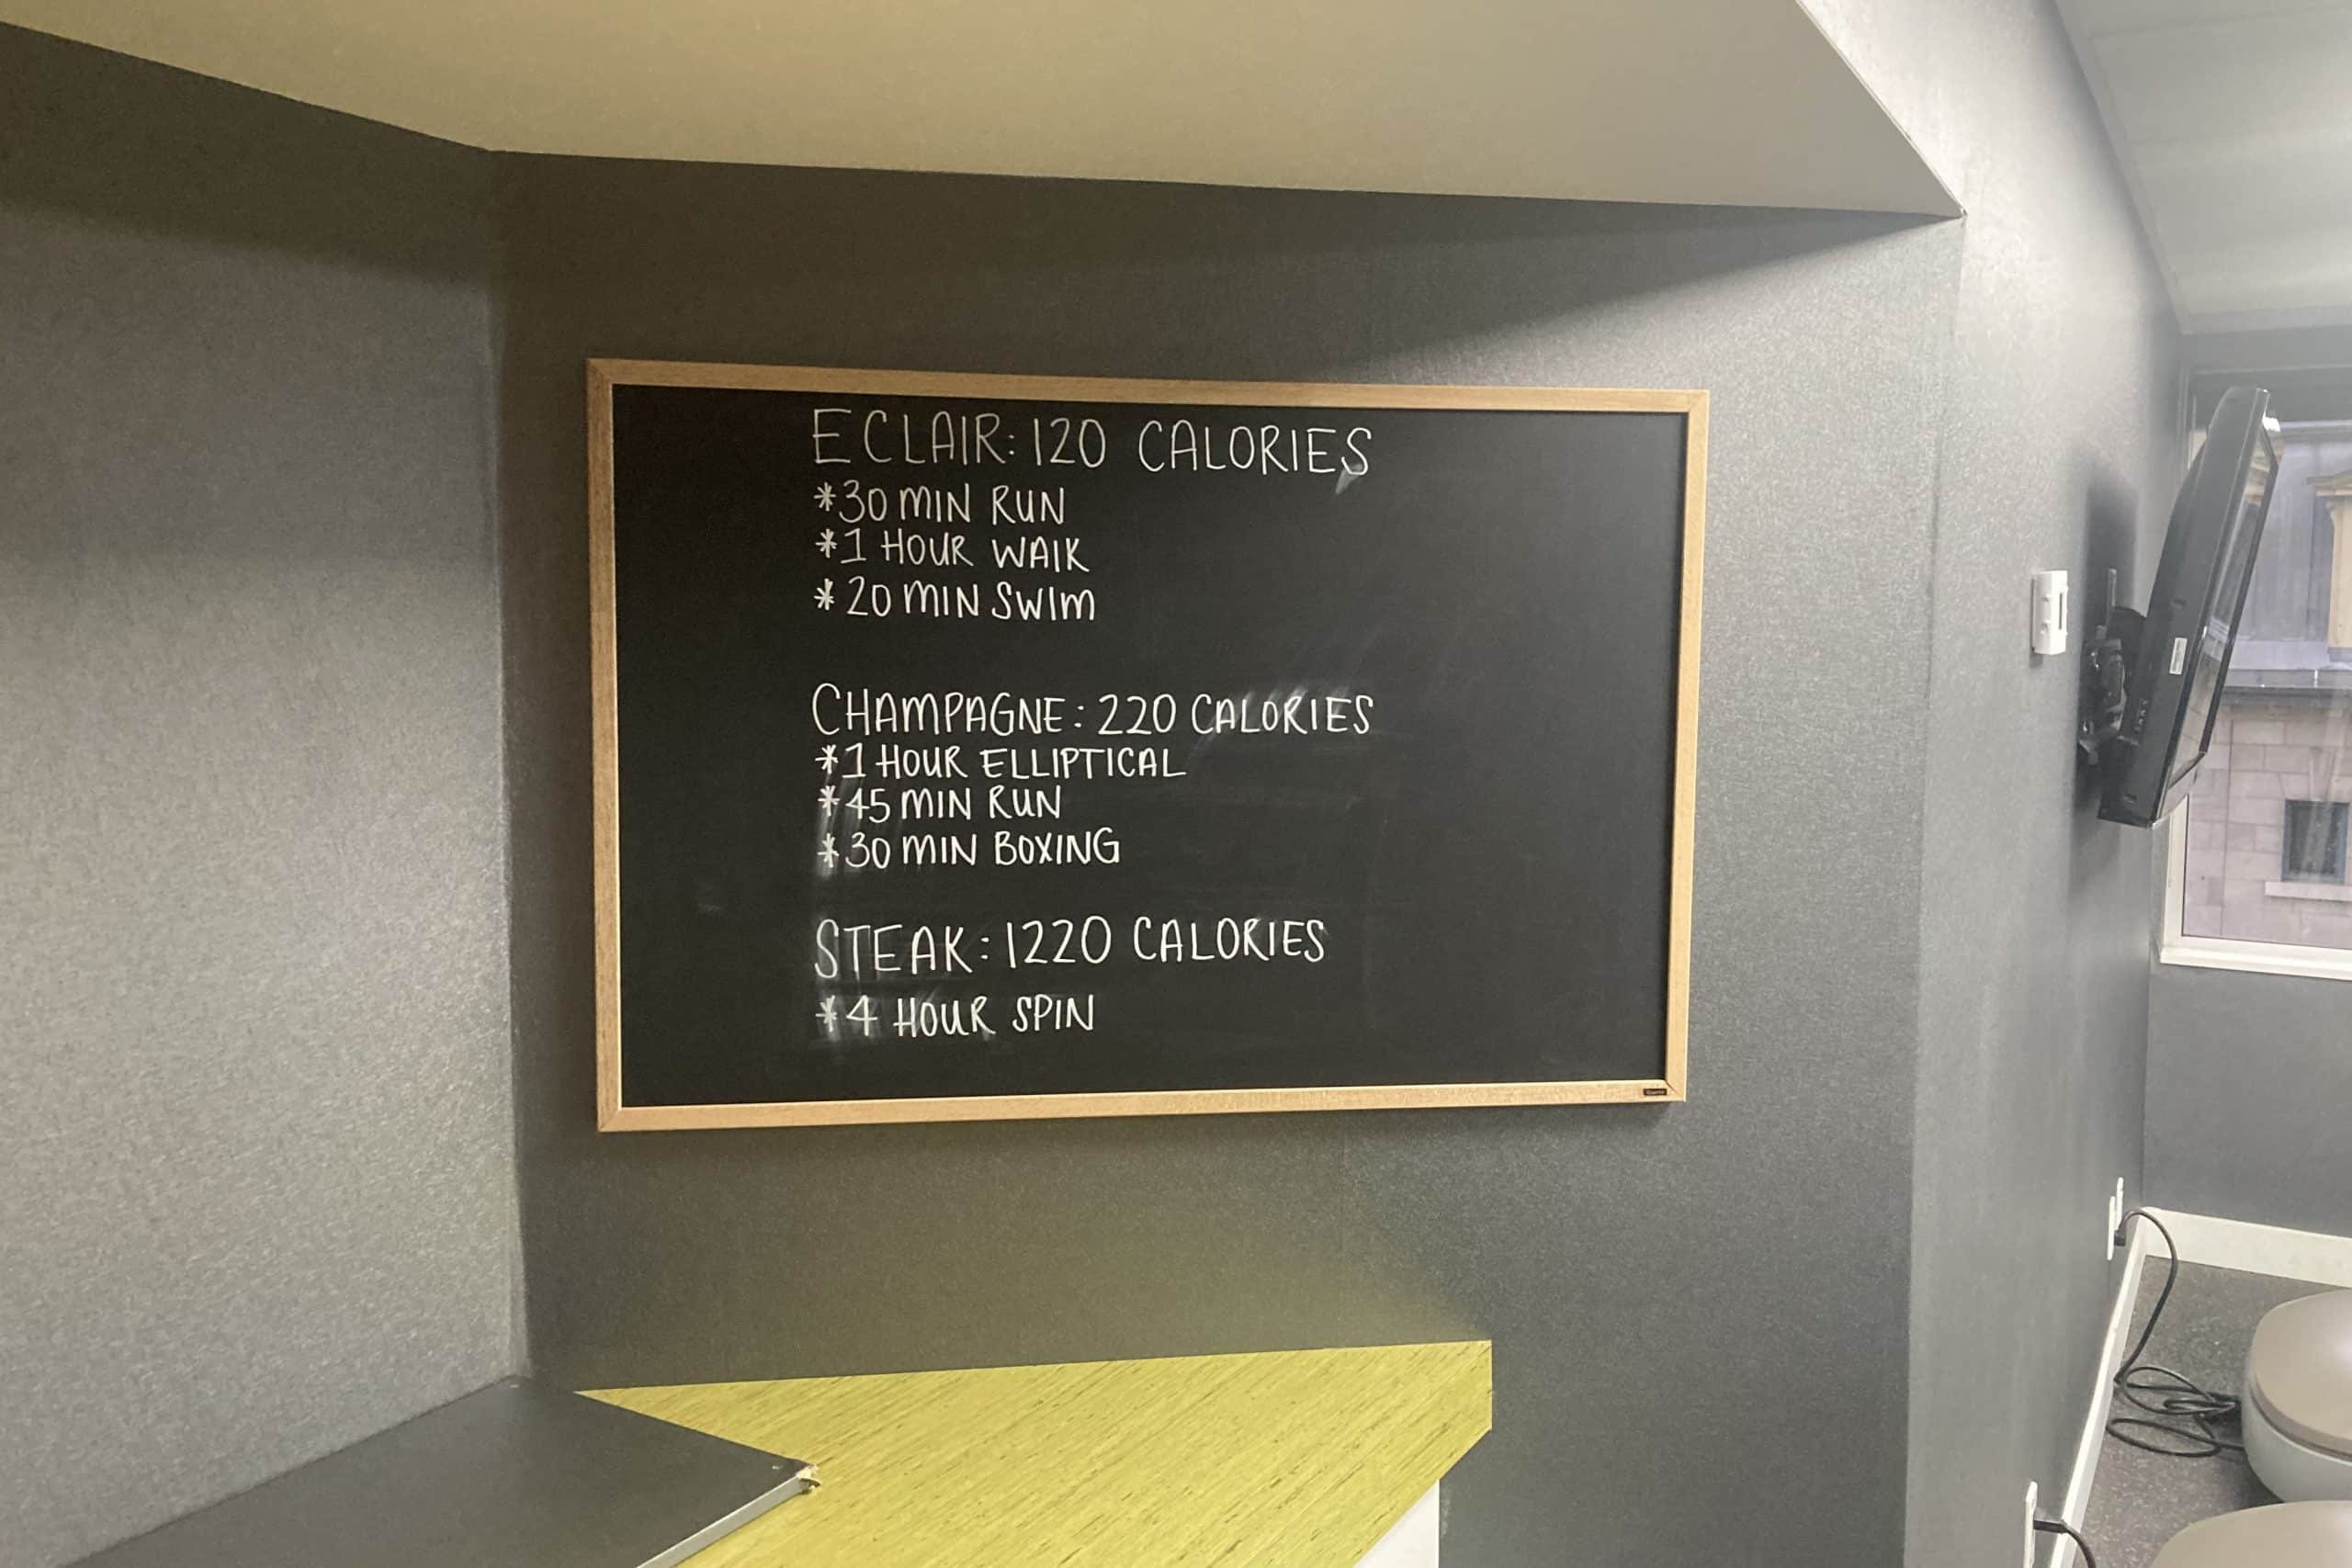 ECLAIR: 120 CALORIES
*30 MIN RUN
*1 HOUR WAIK
*20 MIN SWIM
CHAMPAGNE: 220 CALORIES
*1 HOUR ELLIPTICAL
*45 MIN RUN
*30 MIN BOXING
STEAK: 1220 CALORIES
*4 HOUR SPIN